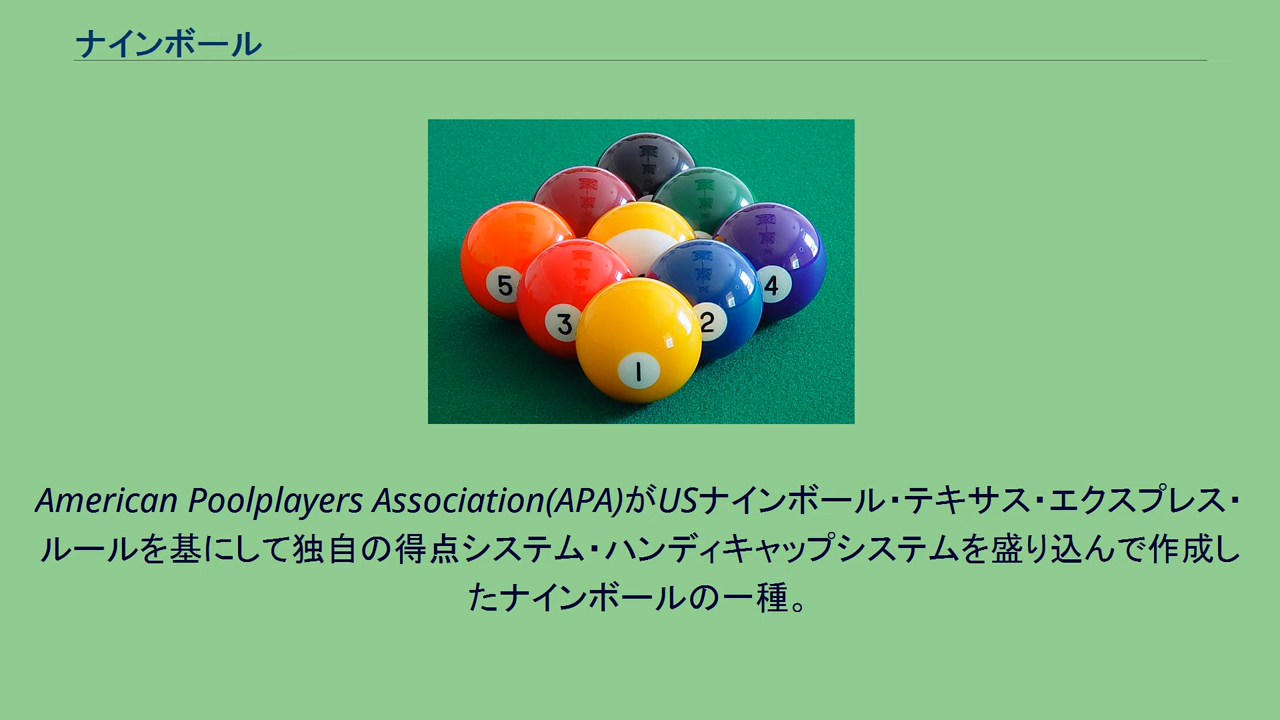 ナインボール
5
3
1
2
4
American Poolplayers Association(APA)がUSナインボール・テキサス・エクスプレス・
ルールを基にして独自の得点システム・ハンディキャップシステムを盛り込んで作成し
たナインボールの一種。